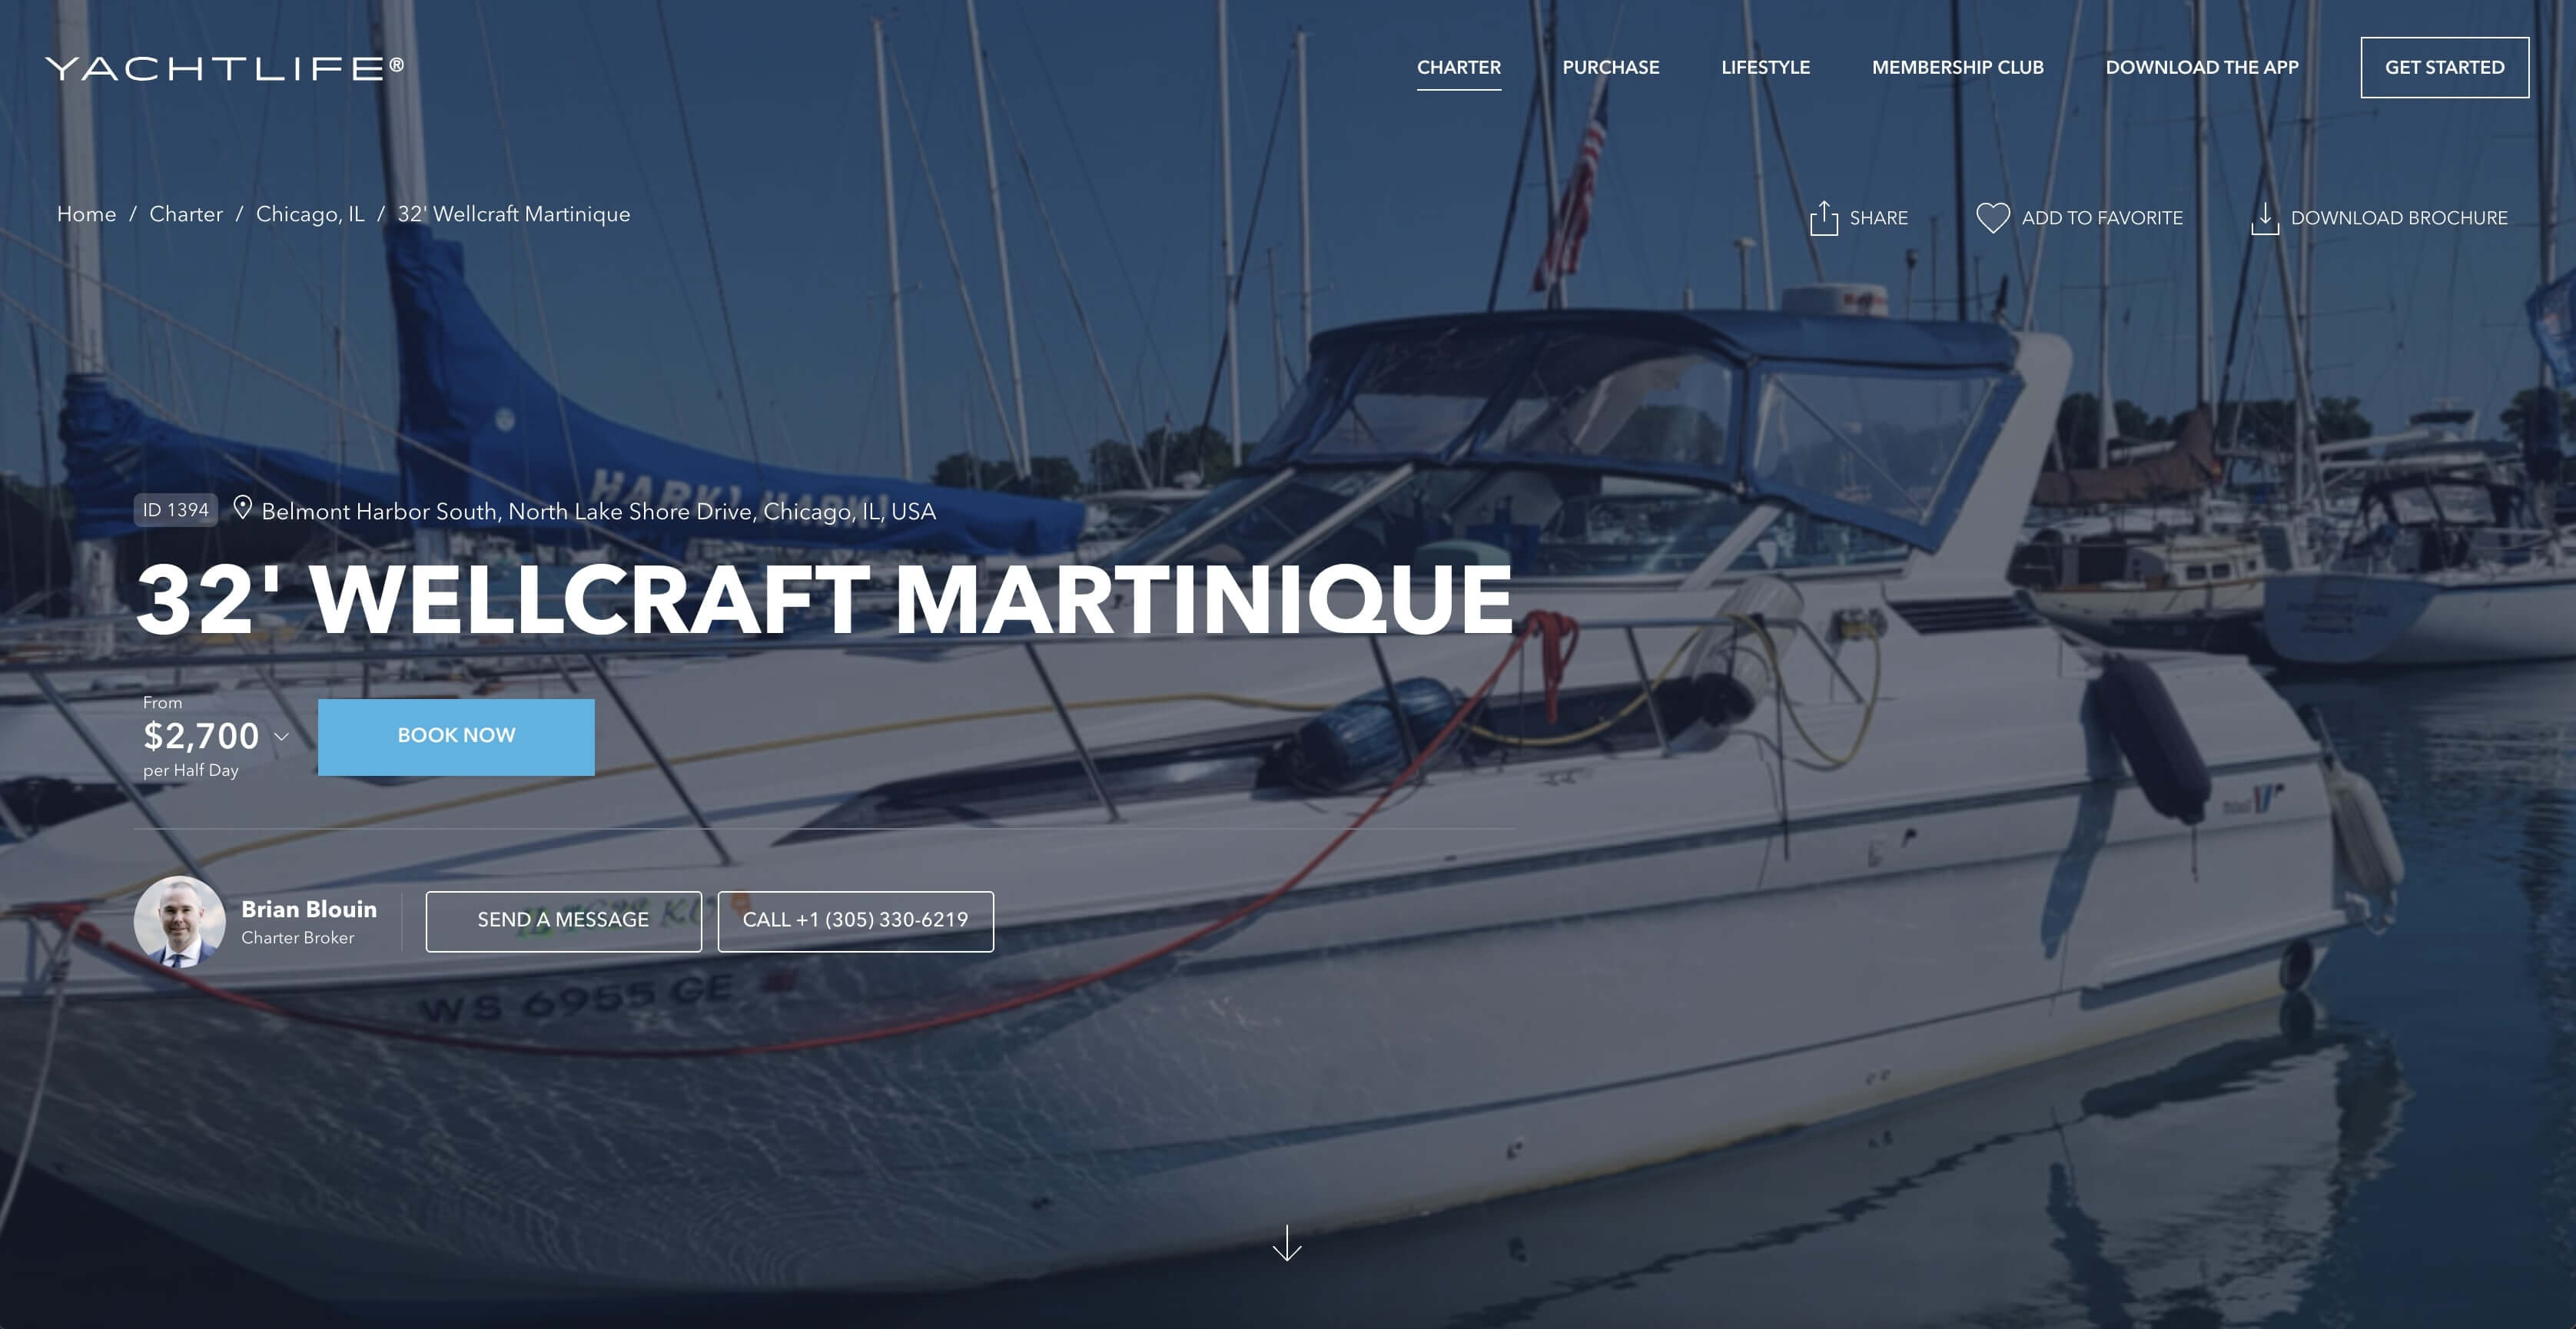 YACHTLIFE®
CHARTER
PURCHASE
LIFESTYLE
MEMBERSHIP CLUB
DOWNLOAD THE APP
GET STARTED
Home / Charter / Chicago, IL / 32' Wellcraft Martinique
SHARE
ADD TO FAVORITE
DOWNLOAD BROCHURE
ID 1394
Belmont Harbor South, North Lake Shore Drive, Chicago, IL, USA
32' WELLCRAFT MARTINIQUE
From
$2,700
per Half Day
BOOK NOW
Brian Blouin
Charter Broker
SEND A MESSAGE
CALL +1 (305) 330-6219
WS 6955 GE